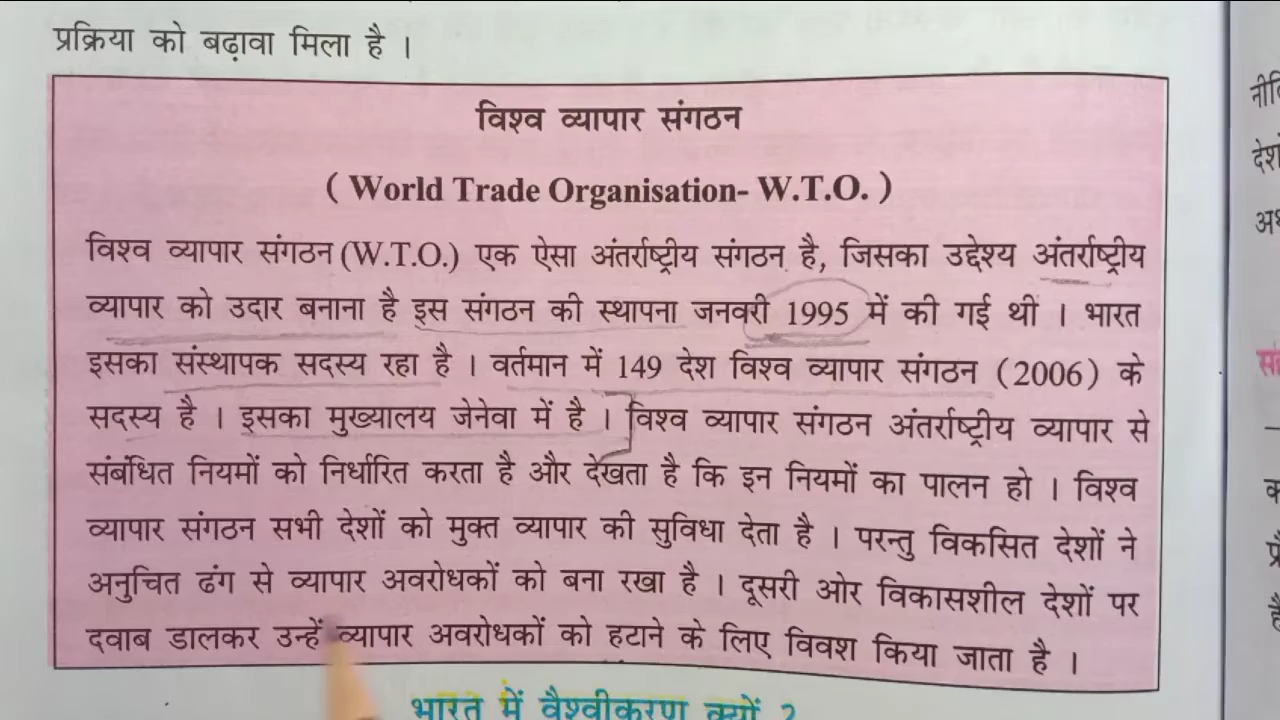 प्रक्रिया को बढ़ावा मिला है ।
विश्व व्यापार संगठन
( World Trade Organisation- W.T.O. )
विश्व व्यापार संगठन (W.T.O.) एक ऐसा अंतर्राष्ट्रीय संगठन है, जिसका उद्देश्य अंतर्राष्ट्रीय
व्यापार को उदार बनाना है इस संगठन की स्थापना जनवरी 1995 में की गई थी । भारत
इसका संस्थापक सदस्य रहा है । वर्तमान में 149 देश विश्व व्यापार संगठन (2006) के
सदस्य है । इसका मुख्यालय जेनेवा में है । विश्व व्यापार संगठन अंतर्राष्ट्रीय व्यापार से
संबंधित नियमों को निर्धारित करता है और देखता है कि इन नियमों का पालन हो । विश्व
व्यापार संगठन सभी देशों को मुक्त व्यापार की सुविधा देता है । परन्तु विकसित देशों ने
अनुचित ढंग से व्यापार अवरोधकों को बना रखा है । दूसरी ओर विकासशील देशों पर
दवाब डालकर उन्हें व्यापार अवरोधकों को हटाने के लिए विवश किया जाता है ।
भारत में वैश्वीकरण क्यों ?